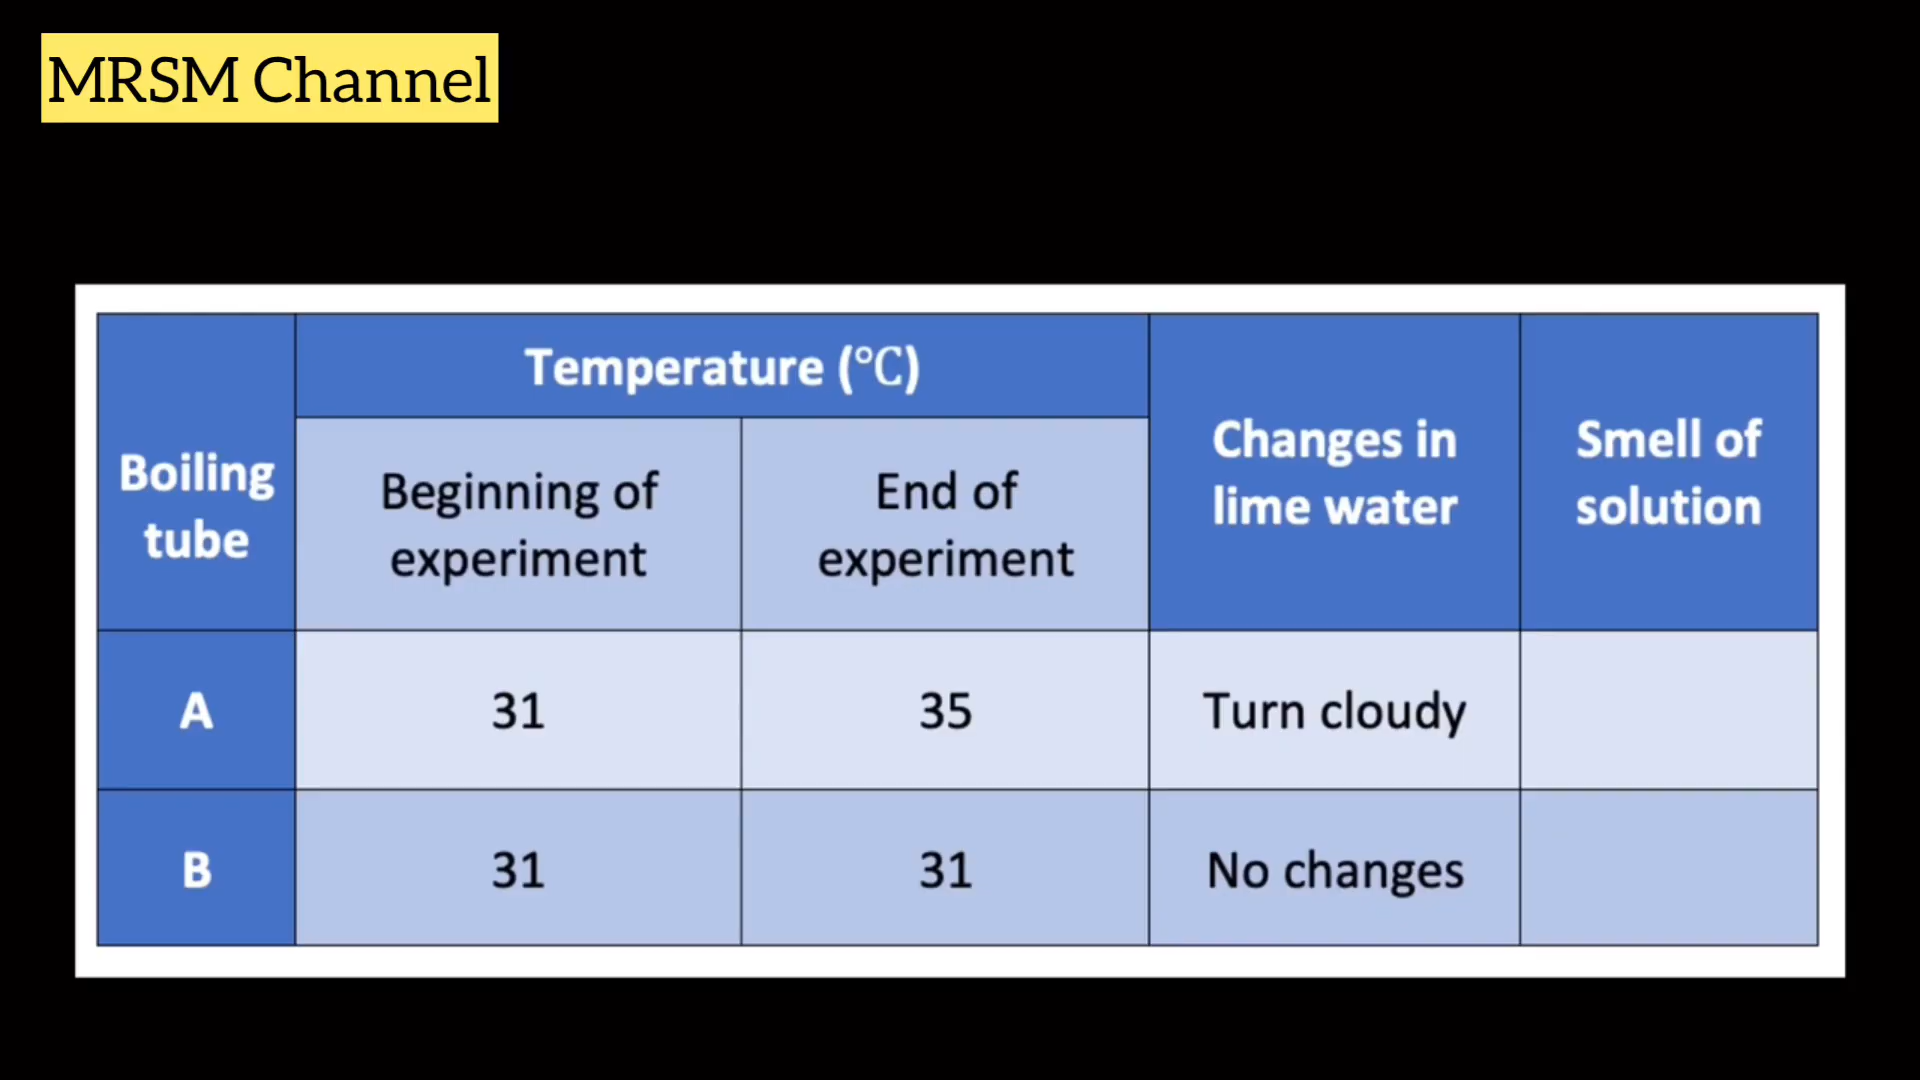 MRSM Channel
Temperature (°C)
Boiling
tube
Beginning of
experiment
End of
experiment
Changes in
lime water
Smell of
solution
A
31
35
Turn cloudy
B
31
31
No changes